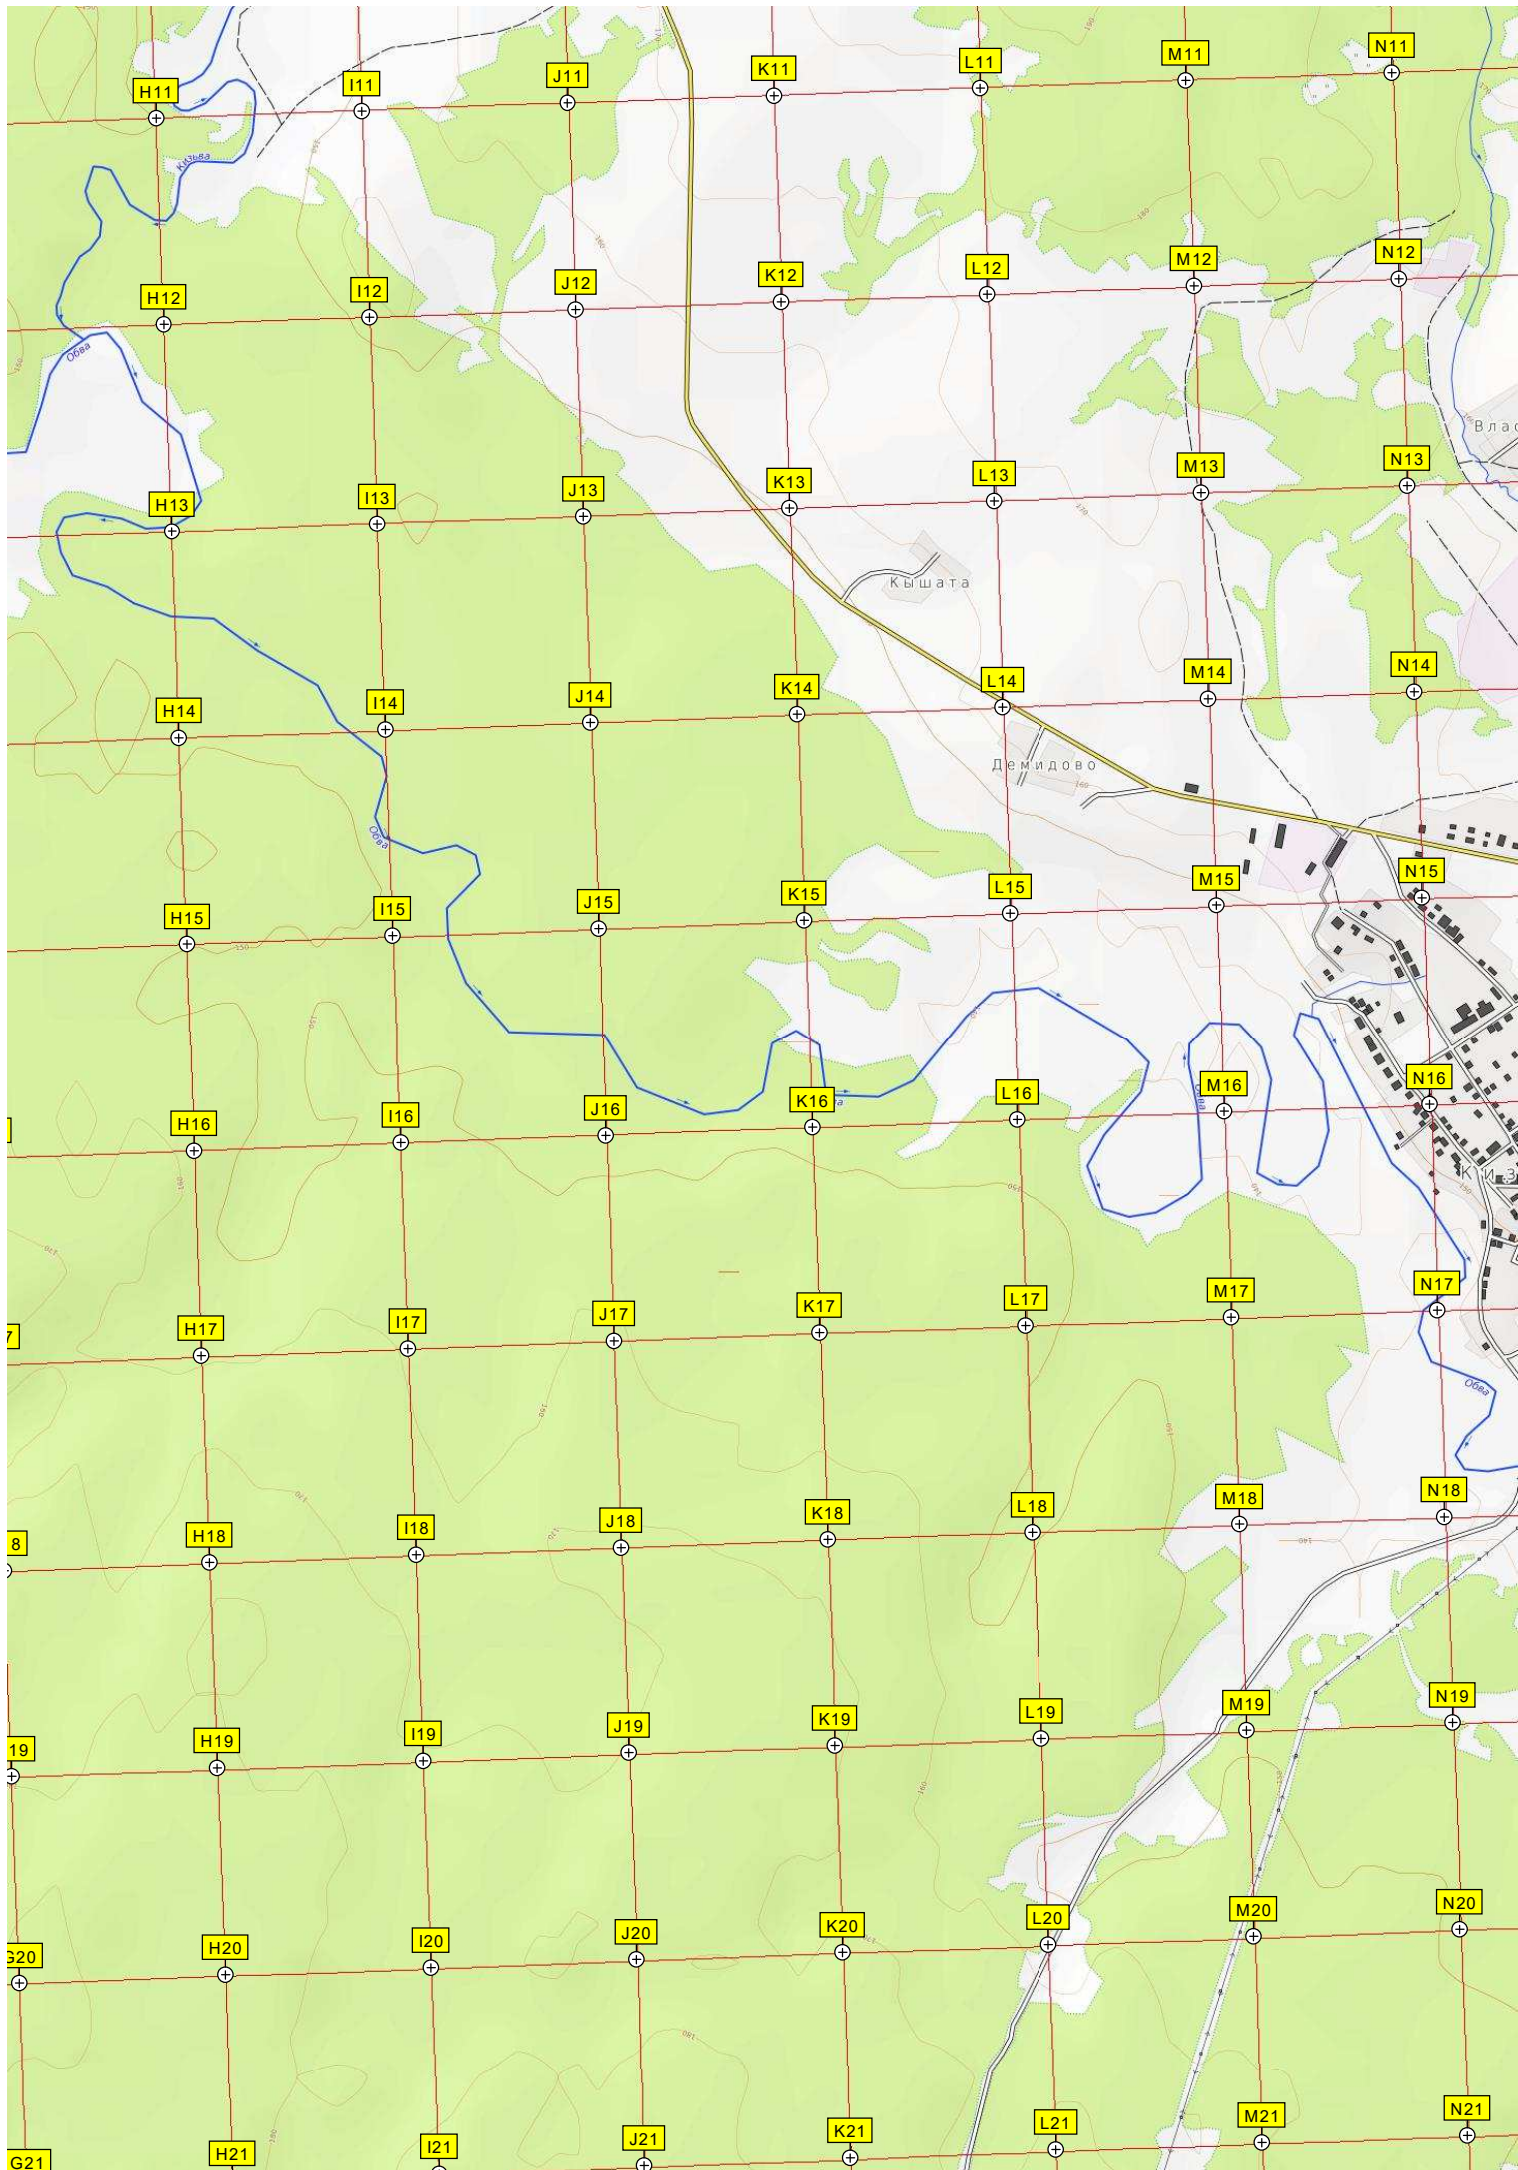 H11 I11 J11 K11 L11 M11 N11
Кизьва
H12 I12 J12 K12 L12 M12 N12
Обва
H13 I13 J13 K13 L13 M13 N13
Кышата
H14 I14 J14 K14 L14 M14 N14
Демидово
Обва
H15 I15 J15 K15 L15 M15 N15
H16 I16 J16 K16 L16 M16 N16
Обва
H17 I17 J17 K17 L17 M17 N17
Обва
8 H18 I18 J18 K18 L18 M18 N18
19 H19 I19 J19 K19 L19 M19 N19
G20 H20 I20 J20 K20 L20 M20 N20
G21 H21 I21 J21 K21 L21 M21 N21